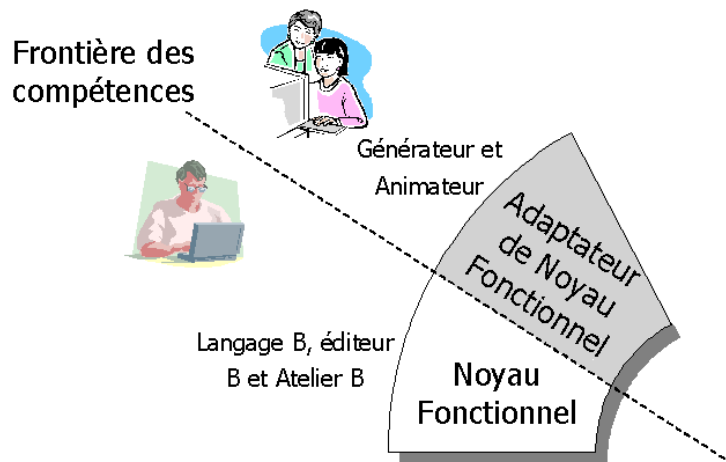 Frontière des
compétences
Générateur et
Animateur
Adaptateur
de Noyau
Fonctionnel
Langage B, éditeur
B et Atelier B
Noyau
Fonctionnel